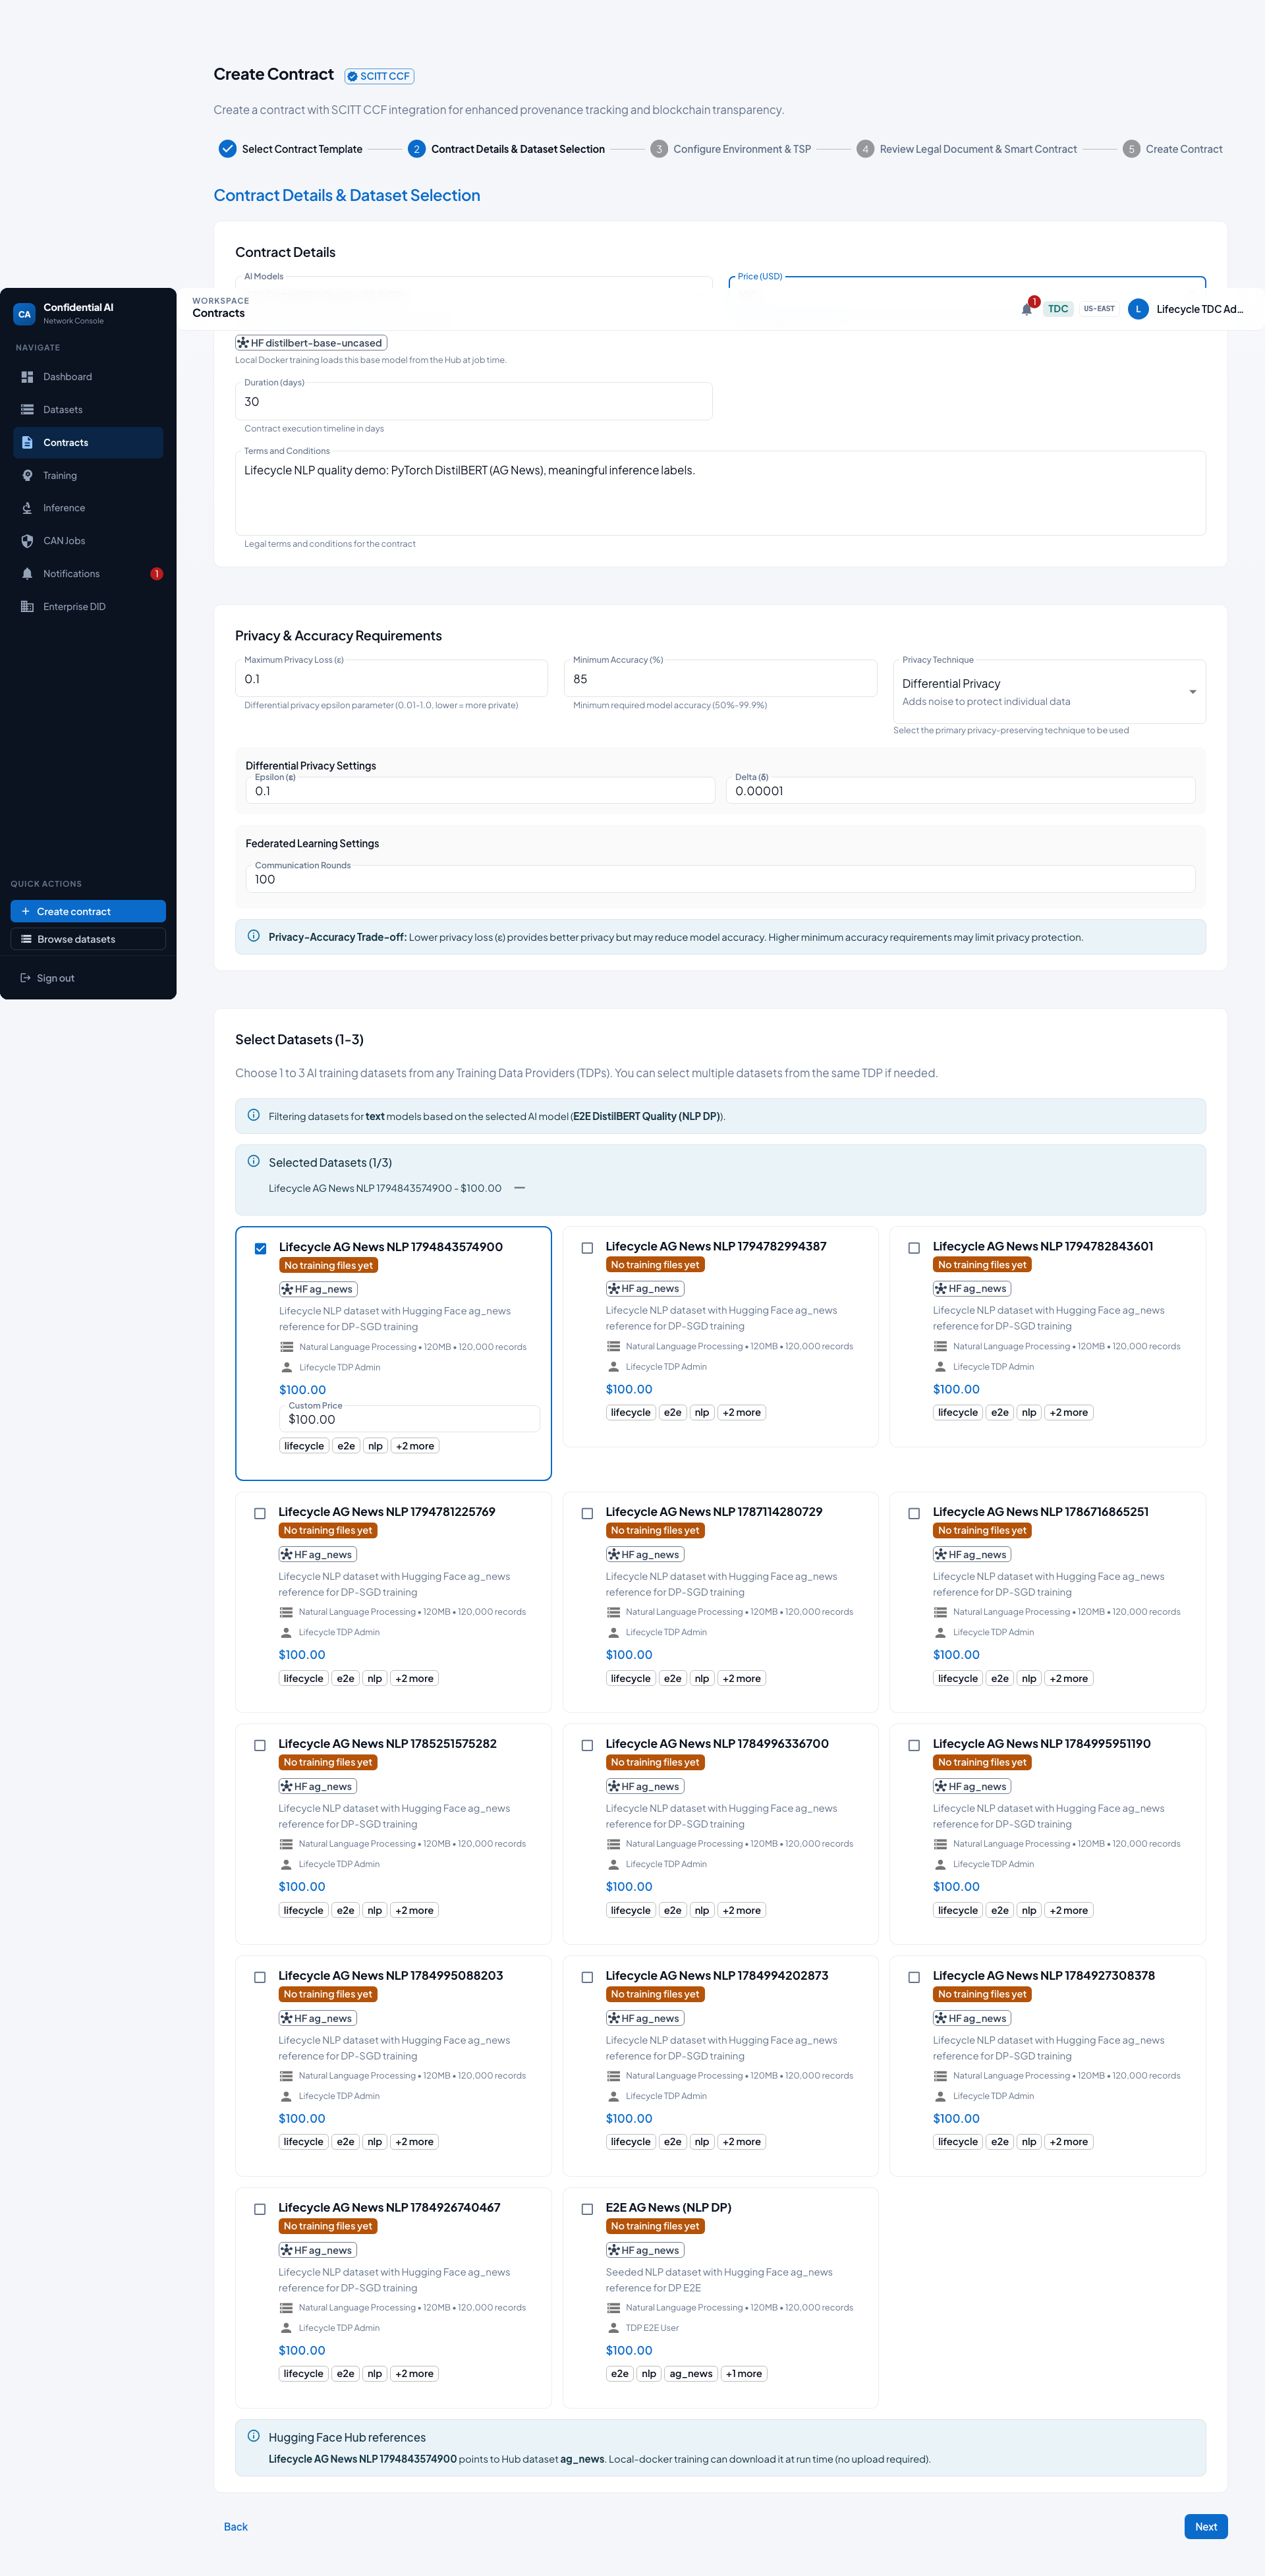 Create Contract
SCITT CCF
Create a contract with SCITT CCF integration for enhanced provenance tracking and blockchain transparency.
Select Contract Template
2 Contract Details & Dataset Selection
3 Configure Environment & TSP
4 Review Legal Document & Smart Contract
5 Create Contract
Contract Details & Dataset Selection
Contract Details
AI Models
Price (USD)
CA
Confidential AI
Network Console
NAVIGATE
Dashboard
Datasets
Contracts
Training
Inference
CAN Jobs
Notifications
1
Enterprise DID
QUICK ACTIONS
+ Create contract
Browse datasets
Sign out
WORKSPACE
Contracts
1
TDC
US-EAST
L
Lifecycle TDC Ad...
HF distilbert-base-uncased
Local Docker training loads this base model from the Hub at job time.
Duration (days)
30
Contract execution timeline in days
Terms and Conditions
Lifecycle NLP quality demo: PyTorch DistilBERT (AG News), meaningful inference labels.
Legal terms and conditions for the contract
Privacy & Accuracy Requirements
Maximum Privacy Loss (ε)
0.1
Differential privacy epsilon parameter (0.01-1.0, lower = more private)
Minimum Accuracy (%)
85
Minimum required model accuracy (50%-99.9%)
Privacy Technique
Differential Privacy
Adds noise to protect individual data
Select the primary privacy-preserving technique to be used
Differential Privacy Settings
Epsilon (ε)
0.1
Delta (δ)
0.00001
Federated Learning Settings
Communication Rounds
100
Privacy-Accuracy Trade-off: Lower privacy loss (ε) provides better privacy but may reduce model accuracy. Higher minimum accuracy requirements may limit privacy protection.
Select Datasets (1-3)
Choose 1 to 3 AI training datasets from any Training Data Providers (TDPs). You can select multiple datasets from the same TDP if needed.
Filtering datasets for text models based on the selected AI model (E2E DistilBERT Quality (NLP DP)).
Selected Datasets (1/3)
Lifecycle AG News NLP 1794843574900 - $100.00
Lifecycle AG News NLP 1794843574900
No training files yet
HF ag_news
Lifecycle NLP dataset with Hugging Face ag_news
reference for DP-SGD training
Natural Language Processing • 120MB • 120,000 records
Lifecycle TDP Admin
$100.00
Custom Price
$100.00
lifecycle e2e nlp +2 more
Lifecycle AG News NLP 1794782994387
No training files yet
HF ag_news
Lifecycle NLP dataset with Hugging Face ag_news
reference for DP-SGD training
Natural Language Processing • 120MB • 120,000 records
Lifecycle TDP Admin
$100.00
lifecycle e2e nlp +2 more
Lifecycle AG News NLP 1794782843601
No training files yet
HF ag_news
Lifecycle NLP dataset with Hugging Face ag_news
reference for DP-SGD training
Natural Language Processing • 120MB • 120,000 records
Lifecycle TDP Admin
$100.00
lifecycle e2e nlp +2 more
Lifecycle AG News NLP 1794781225769
No training files yet
HF ag_news
Lifecycle NLP dataset with Hugging Face ag_news
reference for DP-SGD training
Natural Language Processing • 120MB • 120,000 records
Lifecycle TDP Admin
$100.00
lifecycle e2e nlp +2 more
Lifecycle AG News NLP 1787114280729
No training files yet
HF ag_news
Lifecycle NLP dataset with Hugging Face ag_news
reference for DP-SGD training
Natural Language Processing • 120MB • 120,000 records
Lifecycle TDP Admin
$100.00
lifecycle e2e nlp +2 more
Lifecycle AG News NLP 1786716865251
No training files yet
HF ag_news
Lifecycle NLP dataset with Hugging Face ag_news
reference for DP-SGD training
Natural Language Processing • 120MB • 120,000 records
Lifecycle TDP Admin
$100.00
lifecycle e2e nlp +2 more
Lifecycle AG News NLP 1785251575282
No training files yet
HF ag_news
Lifecycle NLP dataset with Hugging Face ag_news
reference for DP-SGD training
Natural Language Processing • 120MB • 120,000 records
Lifecycle TDP Admin
$100.00
lifecycle e2e nlp +2 more
Lifecycle AG News NLP 1784996336700
No training files yet
HF ag_news
Lifecycle NLP dataset with Hugging Face ag_news
reference for DP-SGD training
Natural Language Processing • 120MB • 120,000 records
Lifecycle TDP Admin
$100.00
lifecycle e2e nlp +2 more
Lifecycle AG News NLP 1784995951190
No training files yet
HF ag_news
Lifecycle NLP dataset with Hugging Face ag_news
reference for DP-SGD training
Natural Language Processing • 120MB • 120,000 records
Lifecycle TDP Admin
$100.00
lifecycle e2e nlp +2 more
Lifecycle AG News NLP 1784995088203
No training files yet
HF ag_news
Lifecycle NLP dataset with Hugging Face ag_news
reference for DP-SGD training
Natural Language Processing • 120MB • 120,000 records
Lifecycle TDP Admin
$100.00
lifecycle e2e nlp +2 more
Lifecycle AG News NLP 1784994202873
No training files yet
HF ag_news
Lifecycle NLP dataset with Hugging Face ag_news
reference for DP-SGD training
Natural Language Processing • 120MB • 120,000 records
Lifecycle TDP Admin
$100.00
lifecycle e2e nlp +2 more
Lifecycle AG News NLP 1784927308378
No training files yet
HF ag_news
Lifecycle NLP dataset with Hugging Face ag_news
reference for DP-SGD training
Natural Language Processing • 120MB • 120,000 records
Lifecycle TDP Admin
$100.00
lifecycle e2e nlp +2 more
Lifecycle AG News NLP 1784926740467
No training files yet
HF ag_news
Lifecycle NLP dataset with Hugging Face ag_news
reference for DP-SGD training
Natural Language Processing • 120MB • 120,000 records
Lifecycle TDP Admin
$100.00
lifecycle e2e nlp +2 more
E2E AG News (NLP DP)
No training files yet
HF ag_news
Seeded NLP dataset with Hugging Face ag_news
reference for DP E2E
Natural Language Processing • 120MB • 120,000 records
TDP E2E User
$100.00
e2e nlp ag_news +1 more
Hugging Face Hub references
Lifecycle AG News NLP 1794843574900 points to Hub dataset ag_news. Local-docker training can download it at run time (no upload required).
Back
Next